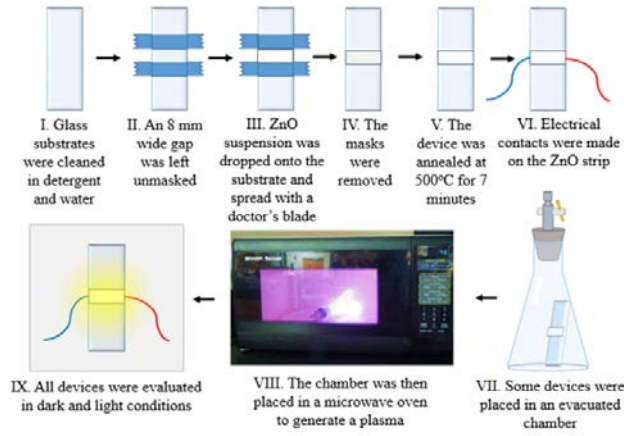 I. Glass
substrates
were cleaned
in detergent
and water
II. An 8 mm
wide gap
was left
unmasked
III. ZnO
suspension was
dropped onto the
substrate and
spread with a
doctor's blade
IV. The
masks
were
removed
V. The
device was
annealed at
500°C for 7
minutes
VI. Electrical
contacts were made
on the ZnO strip
IX. All devices were evaluated
in dark and light conditions
VIII. The chamber was then
placed in a microwave oven
to generate a plasma
VII. Some devices were
placed in an evacuated
chamber